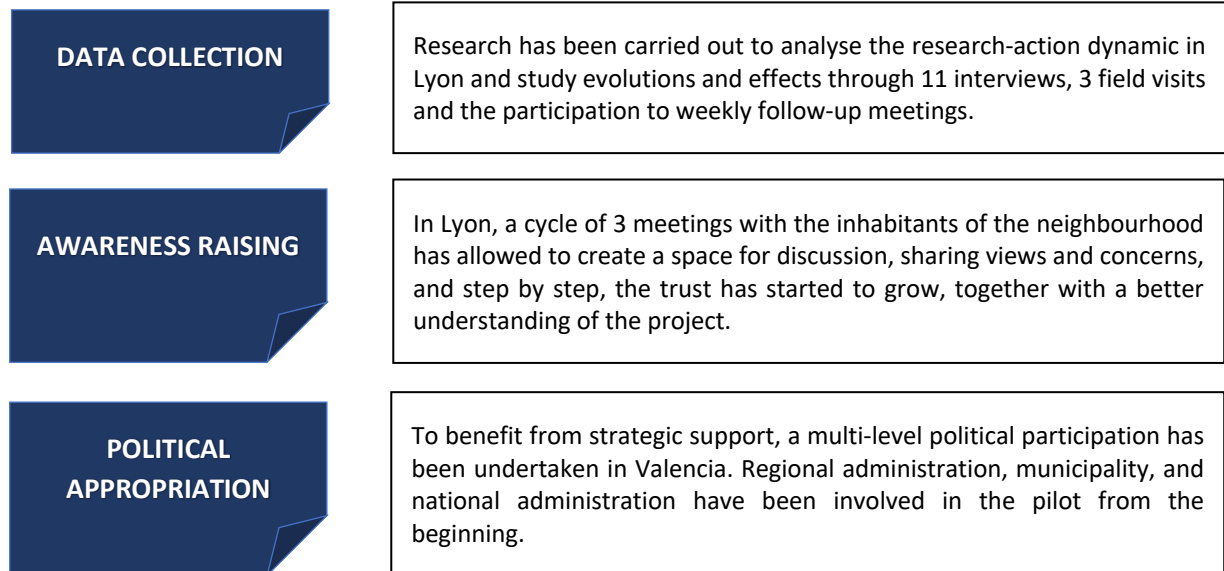 DATA COLLECTION
Research has been carried out to analyse the research-action dynamic in
Lyon and study evolutions and effects through 11 interviews, 3 field visits
and the participation to weekly follow-up meetings.
AWARENESS RAISING
In Lyon, a cycle of 3 meetings with the inhabitants of the neighbourhood
has allowed to create a space for discussion, sharing views and concerns,
and step by step, the trust has started to grow, together with a better
understanding of the project.
POLITICAL
APPROPRIATION
To benefit from strategic support, a multi-level political participation has
been undertaken in Valencia. Regional administration, municipality, and
national administration have been involved in the pilot from the
beginning.